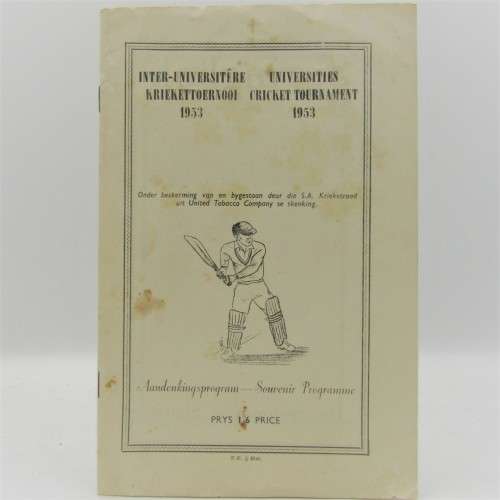 INTER-UNIVERSITÊRE
KRIEKETTOERNOOI
1953
UNIVERSITIES
CRICKET TOURNAMENT
1953
Onder beskerming van en bygestaan deur die S.A. Krieketraad
uit United Tobacco Company se skenking.
Aandenkingsprogram — Souvenir Programme
PRYS 1/6 PRICE